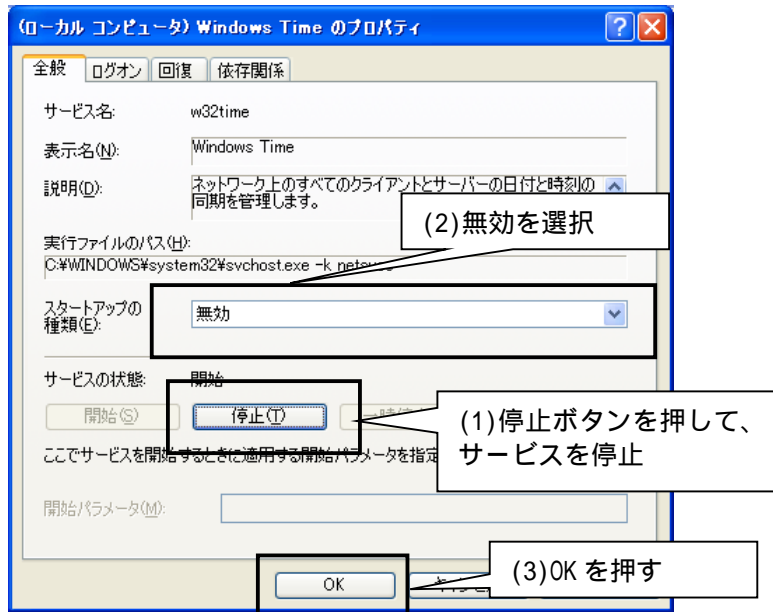 (ローカル コンピュータ) Windows Time のプロパティ
全般 ログオン 回復 依存関係
サービス名: w32time
表示名(N): Windows Time
説明(D): ネットワーク上のすべてのクライアントとサーバーの日付と時刻の
同期を管理します。
(2)無効を選択
実行ファイルのパス(H):
C:¥WINDOWS¥system32¥svchost.exe -k
スタートアップの
種類(E): 無効
サービスの状態: 開始
開始(S) 停止(T)
(1)停止ボタンを押して、
サービスを停止
ここでサービスを開始するときに適用する開始パラメータを指定
開始パラメータ(M):
(3)OK を押す
OK